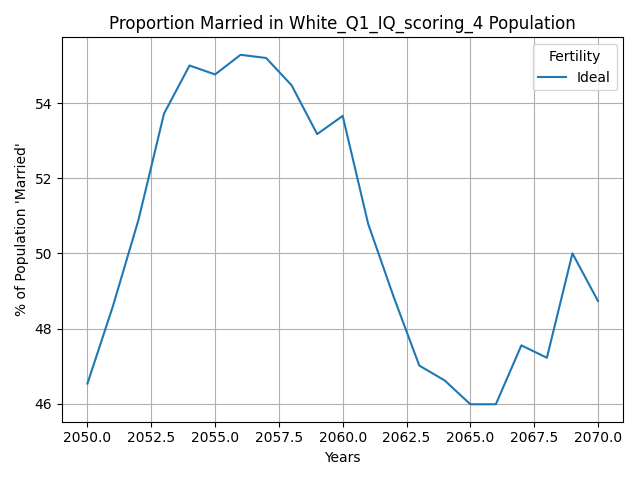 Proportion Married in White_Q1_IQ_scoring_4 Population
Fertility
Ideal
% of Population 'Married'
54
52
50
48
46
2050.0 2052.5 2055.0 2057.5 2060.0 2062.5 2065.0 2067.5 2070.0
Years